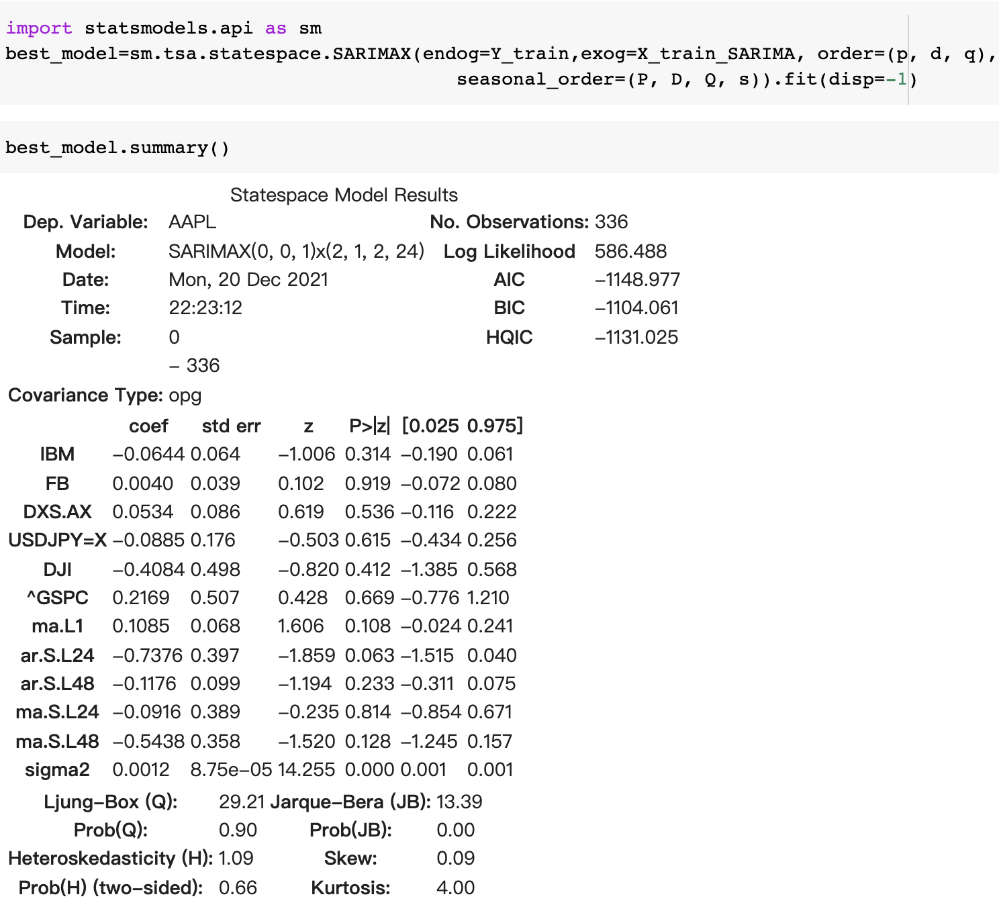 import statsmodels.api as sm
best_model=sm.tsa.statespace.SARIMAX(endog=Y_train,exog=X_train_SARIMA, order=(p, d, q),
seasonal_order=(P, D, Q, s)).fit(disp=-1)
best_model.summary()
Statespace Model Results
Dep. Variable: AAPL No. Observations: 336
Model: SARIMAX(0, 0, 1)x(2, 1, 2, 24) Log Likelihood 586.488
Date: Mon, 20 Dec 2021 AIC −1148.977
Time: 22:23:12 BIC −1104.061
Sample: 0 HQIC −1131.025
− 336
Covariance Type: opg
coef std err z P>|z| [0.025 0.975]
IBM −0.0644 0.064 −1.006 0.314 −0.190 0.061
FB 0.0040 0.039 0.102 0.919 −0.072 0.080
DXS.AX 0.0534 0.086 0.619 0.536 −0.116 0.222
USDJPY=X −0.0885 0.176 −0.503 0.615 −0.434 0.256
DJI −0.4084 0.498 −0.820 0.412 −1.385 0.568
^GSPC 0.2169 0.507 0.428 0.669 −0.776 1.210
ma.L1 0.1085 0.068 1.606 0.108 −0.024 0.241
ar.S.L24 −0.7376 0.397 −1.859 0.063 −1.515 0.040
ar.S.L48 −0.1176 0.099 −1.194 0.233 −0.311 0.075
ma.S.L24 −0.0916 0.389 −0.235 0.814 −0.854 0.671
ma.S.L48 −0.5438 0.358 −1.520 0.128 −1.245 0.157
sigma2 0.0012 8.75e−05 14.255 0.000 0.001 0.001
Ljung−Box (Q): 29.21 Jarque−Bera (JB): 13.39
Prob(Q): 0.90 Prob(JB): 0.00
Heteroskedasticity (H): 1.09 Skew: 0.09
Prob(H) (two−sided): 0.66 Kurtosis: 4.00